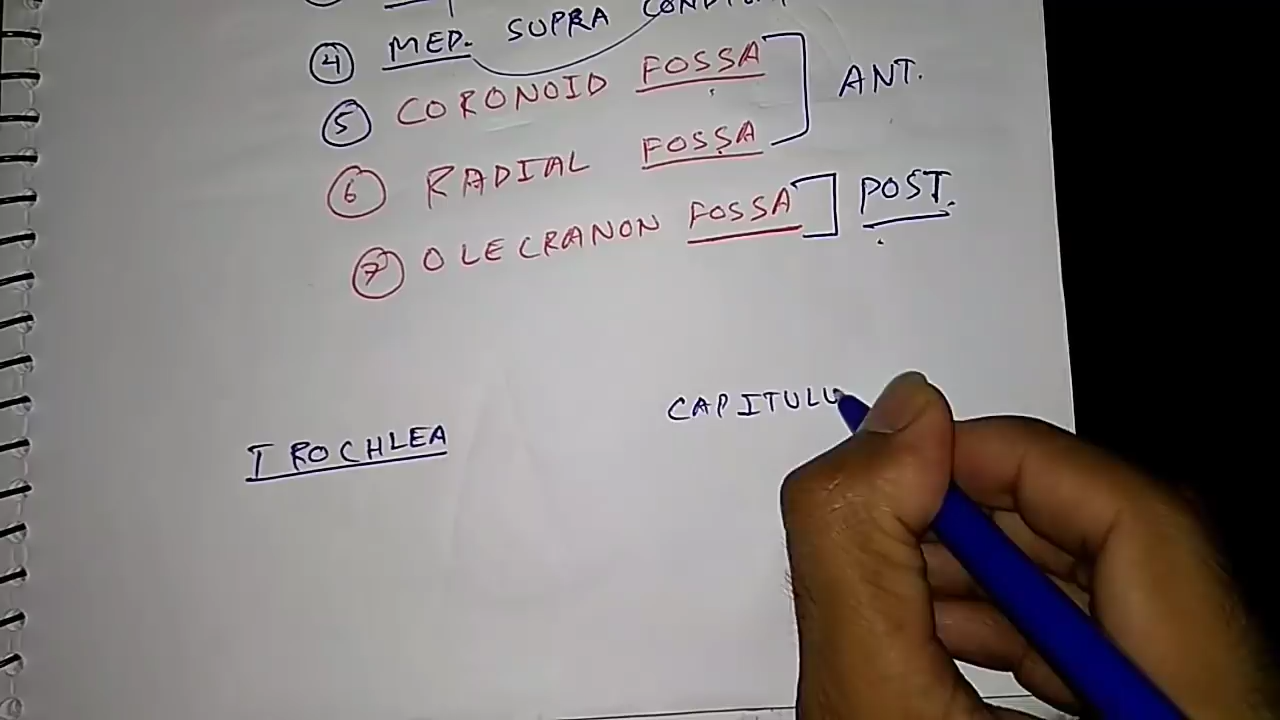 ④ MED. SUPRA
⑤ CORONOID FOSSA
ANT.
⑥ RADIAL FOSSA
⑦ OLECRANON FOSSA
POST.
TROCHLEA
CAPITULU